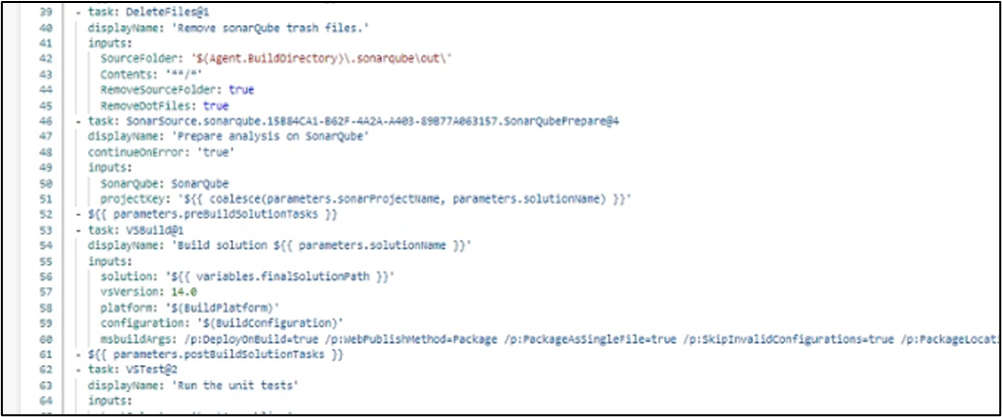 39 - task: DeleteFiles@1
40 displayName: 'Remove sonarQube trash files.'
41 inputs:
42 SourceFolder: '$(Agent.BuildDirectory)\.sonarqube\out\'
43 Contents: '**/*'
44 RemoveSourceFolder: true
45 RemoveDotFiles: true
46 - task: SonarSource.sonarqube.15B84CA1-B62F-4A2A-A403-89B77A063157.SonarQubePrepare@4
47 displayName: 'Prepare analysis on SonarQube'
48 continueOnError: 'true'
49 inputs:
50 SonarQube: SonarQube
51 projectKey: '${{ coalesce(parameters.sonarProjectName, parameters.solutionName) }}'
52 - ${{ parameters.preBuildSolutionTasks }}
53 - task: VSBuild@1
54 displayName: 'Build solution ${{ parameters.solutionName }}'
55 inputs:
56 solution: '${{ variables.finalSolutionPath }}'
57 vsVersion: 14.0
58 platform: '$(BuildPlatform)'
59 configuration: '$(BuildConfiguration)'
60 msbuildArgs: /p:DeployOnBuild=true /p:WebPublishMethod=Package /p:PackageAsSingleFile=true /p:SkipInvalidConfigurations=true /p:PackageLocati
61 - ${{ parameters.postBuildSolutionTasks }}
62 - task: VSTest@2
63 displayName: 'Run the unit tests'
64 inputs: